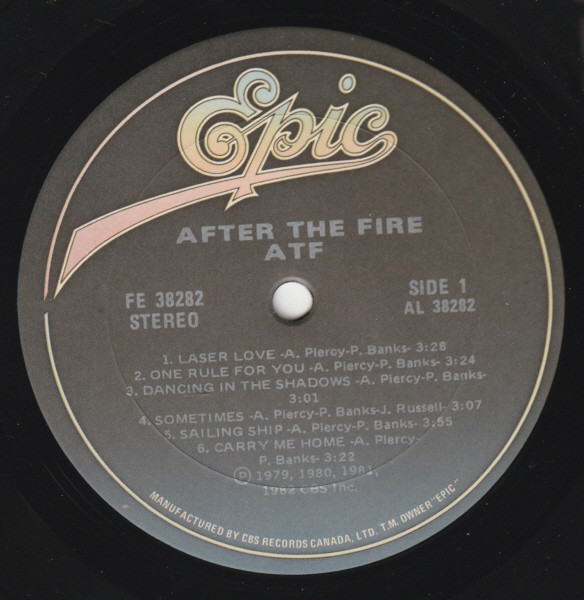 Epic
AFTER THE FIRE
ATF
FE 38282
STEREO
SIDE 1
AL 38282
1. LASER LOVE -A. Piercy-P. Banks- 3:28
2. ONE RULE FOR YOU -A. Piercy-P. Banks- 3:24
3. DANCING IN THE SHADOWS -A. Piercy-P. Banks-
3:01
4. SOMETIMES -A. Piercy-P. Banks-J. Russell- 3:07
5. SAILING SHIP -A. Piercy-P. Banks- 3:55
6. CARRY ME HOME -A. Piercy-
P. Banks- 3:22
Ⓟ 1979, 1980, 1981,
1982 CBS Inc.
MANUFACTURED BY CBS RECORDS CANADA, LTD. T.M. OWNER "EPIC"